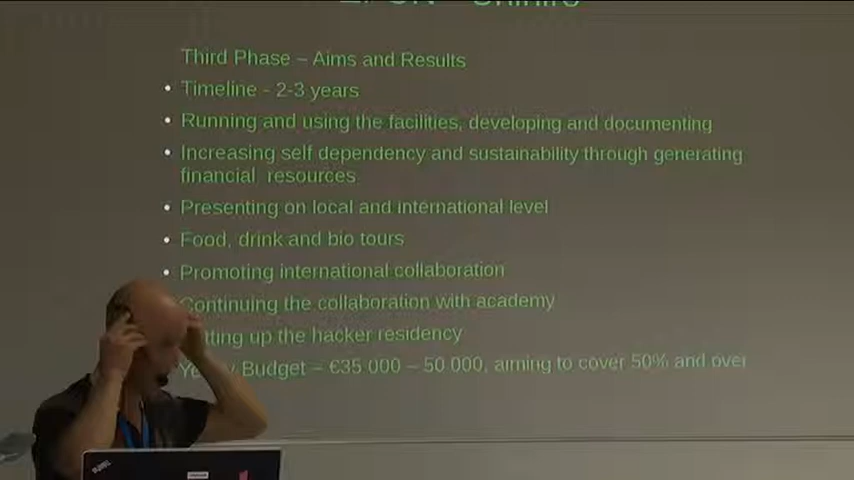 Third Phase – Aims and Results
Timeline - 2-3 years
Running and using the facilities, developing and documenting
Increasing self dependency and sustainability through generating
financial resources
Presenting on local and international level
Food, drink and bio tours
Promoting international collaboration
Continuing the collaboration with academy
up the hacker residency
Budget – €35 000 – 50 000, aiming to cover 50% and over